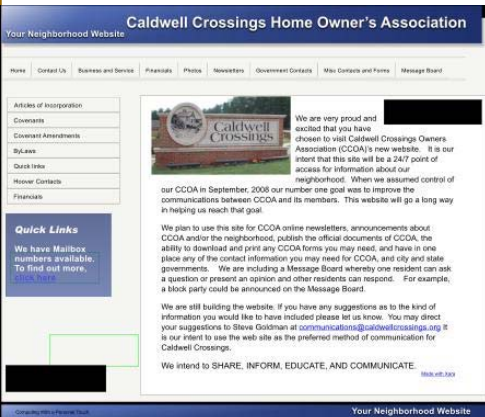 Caldwell Crossings Home Owner's Association
Your Neighborhood Website
Home
Contact Us
Business and Service
Financials
Photos
Newsletters
Government Contacts
Misc Contacts and Forms
Message Board
Articles of Incorporation
Covenants
Covenant Amendments
ByLaws
Quick links
Hoover Contacts
Financials
Quick Links
We have Mailbox
numbers available.
To find out more,
click here
Caldwell
Crossings
We are very proud and
excited that you have
chosen to visit Caldwell Crossings Owners
Association (CCOA)'s new website. It is our
intent that this site will be a 24/7 point of
access for information about our
neighborhood. When we assumed control of
our CCOA in September, 2008 our number one goal was to improve the
communications between CCOA and its members. This website will go a long way
in helping us reach that goal.
We plan to use this site for CCOA online newsletters, announcements about
CCOA and/or the neighborhood, publish the official documents of CCOA, the
ability to download and print any CCOA forms you may need, and have in one
place any of the contact information you may need for CCOA, and city and state
governments. We are including a Message Board whereby one resident can ask
a question or present an opinion and other residents can respond. For example,
a block party could be announced on the Message Board.
We are still building the website. If you have any suggestions as to the kind of
information you would like to have included please let us know. You may direct
your suggestions to Steve Goldman at communications@caldwellcrossings.org It
is our intent to use the web site as the preferred method of communication for
Caldwell Crossings.
We intend to SHARE, INFORM, EDUCATE, AND COMMUNICATE.
Computing With a Personal Touch
Your Neighborhood Website